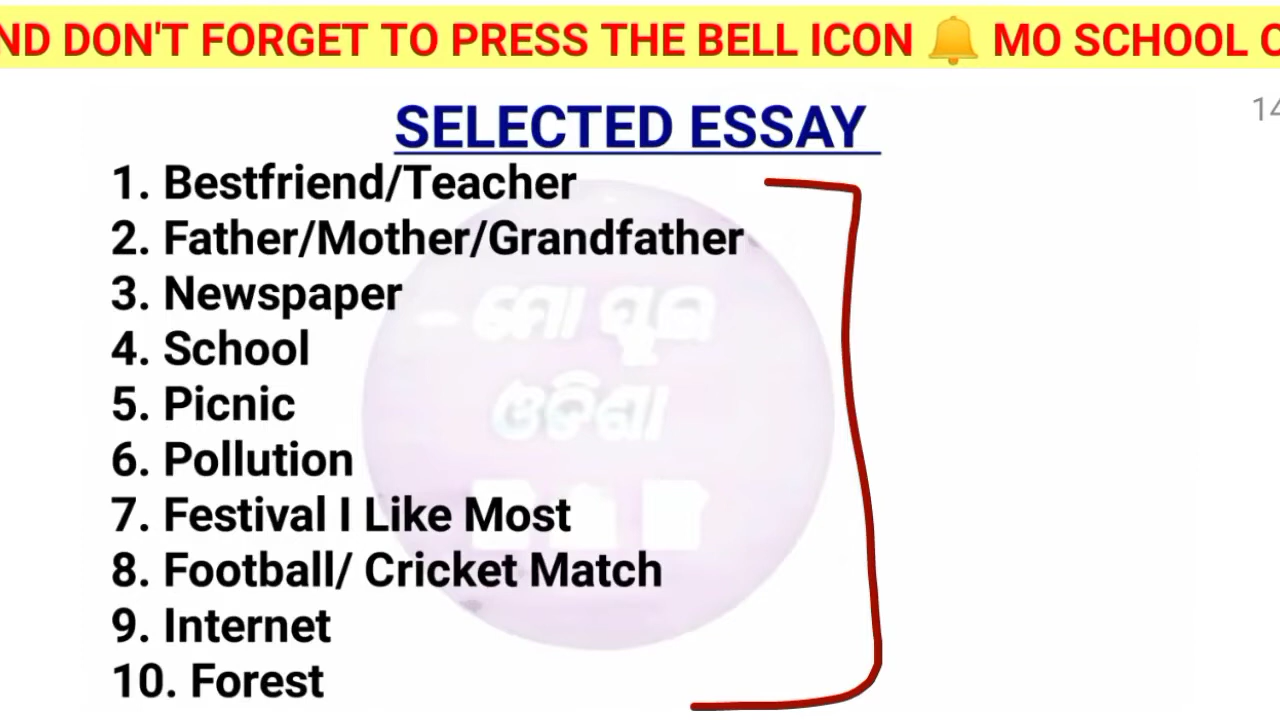 ND DON'T FORGET TO PRESS THE BELL ICON 🔔 MO SCHOOL
14
SELECTED ESSAY
1. Bestfriend/Teacher
2. Father/Mother/Grandfather
3. Newspaper
4. School
5. Picnic
6. Pollution
7. Festival I Like Most
8. Football/ Cricket Match
9. Internet
10. Forest
ମୋ ସ୍କୁଲ
ଓଡିଶା